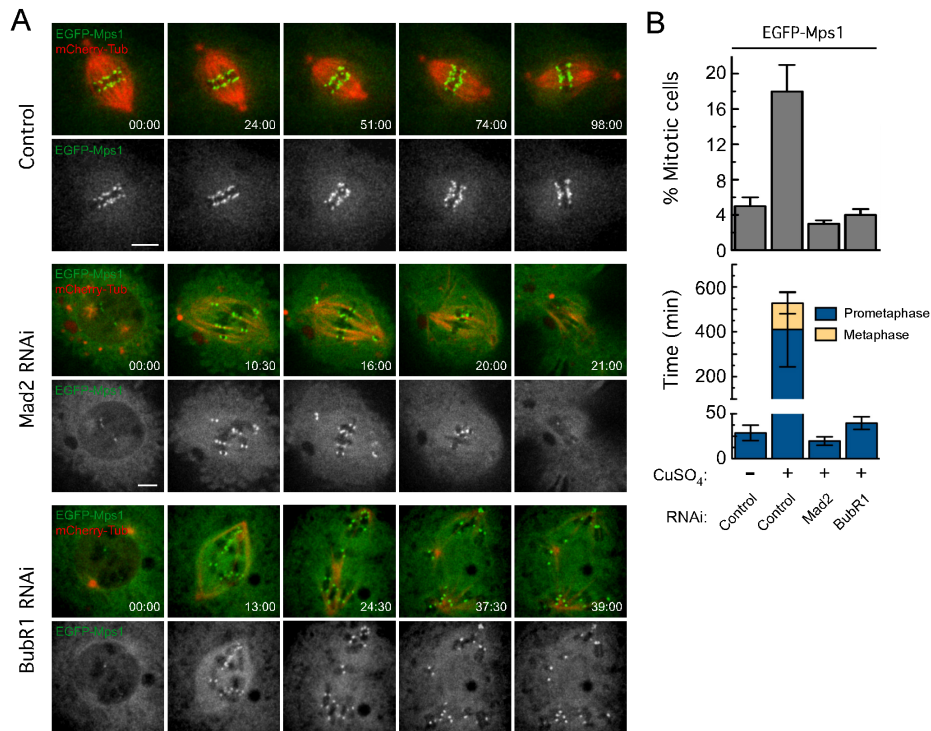 A
Control
EGFP-Mps1
mCherry-Tub
00:00
24:00
51:00
74:00
98:00
EGFP-Mps1
Mad2 RNAi
EGFP-Mps1
mCherry-Tub
00:00
10:30
16:00
20:00
21:00
EGFP-Mps1
BubR1 RNAi
EGFP-Mps1
mCherry-Tub
00:00
13:00
24:30
37:30
39:00
EGFP-Mps1
B
EGFP-Mps1
% Mitotic cells
20
16
12
8
4
0
Time (min)
600
400
200
50
0
Prometaphase
Metaphase
CuSO4: - + + +
RNAi: Control Control Mad2 BubR1